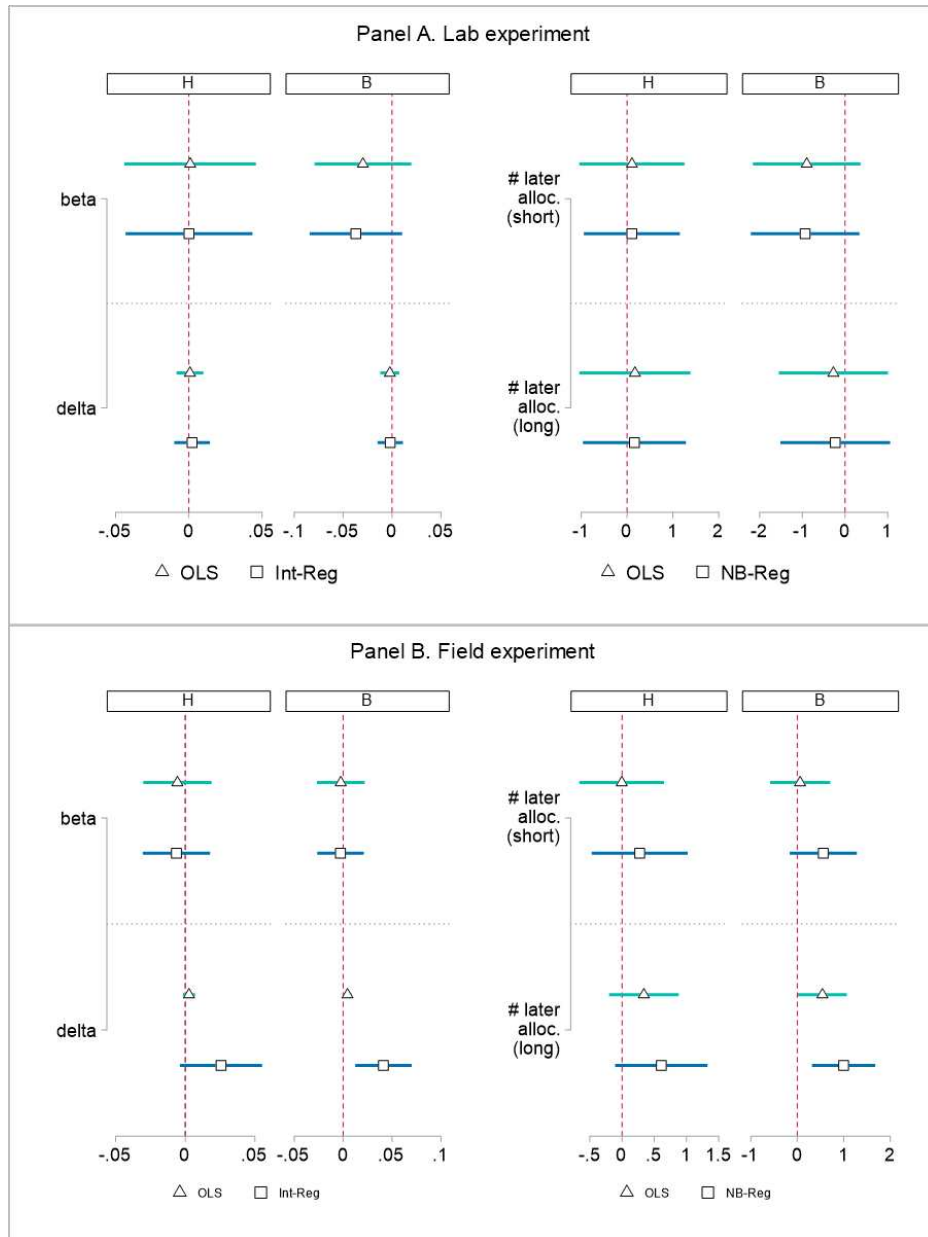 Panel A. Lab experiment
H B H B
beta
# later
alloc.
(short)
delta
# later
alloc.
(long)
-.05 0 .05 -.1 -.05 0 .05 -1 0 1 2 -2 -1 0 1
OLS Int-Reg OLS NB-Reg
Panel B. Field experiment
H B H B
beta
# later
alloc.
(short)
delta
# later
alloc.
(long)
-.05 0 .05 -.05 0 .05 .1 -.5 0 .5 1 1.5 -1 0 1 2
OLS Int-Reg OLS NB-Reg